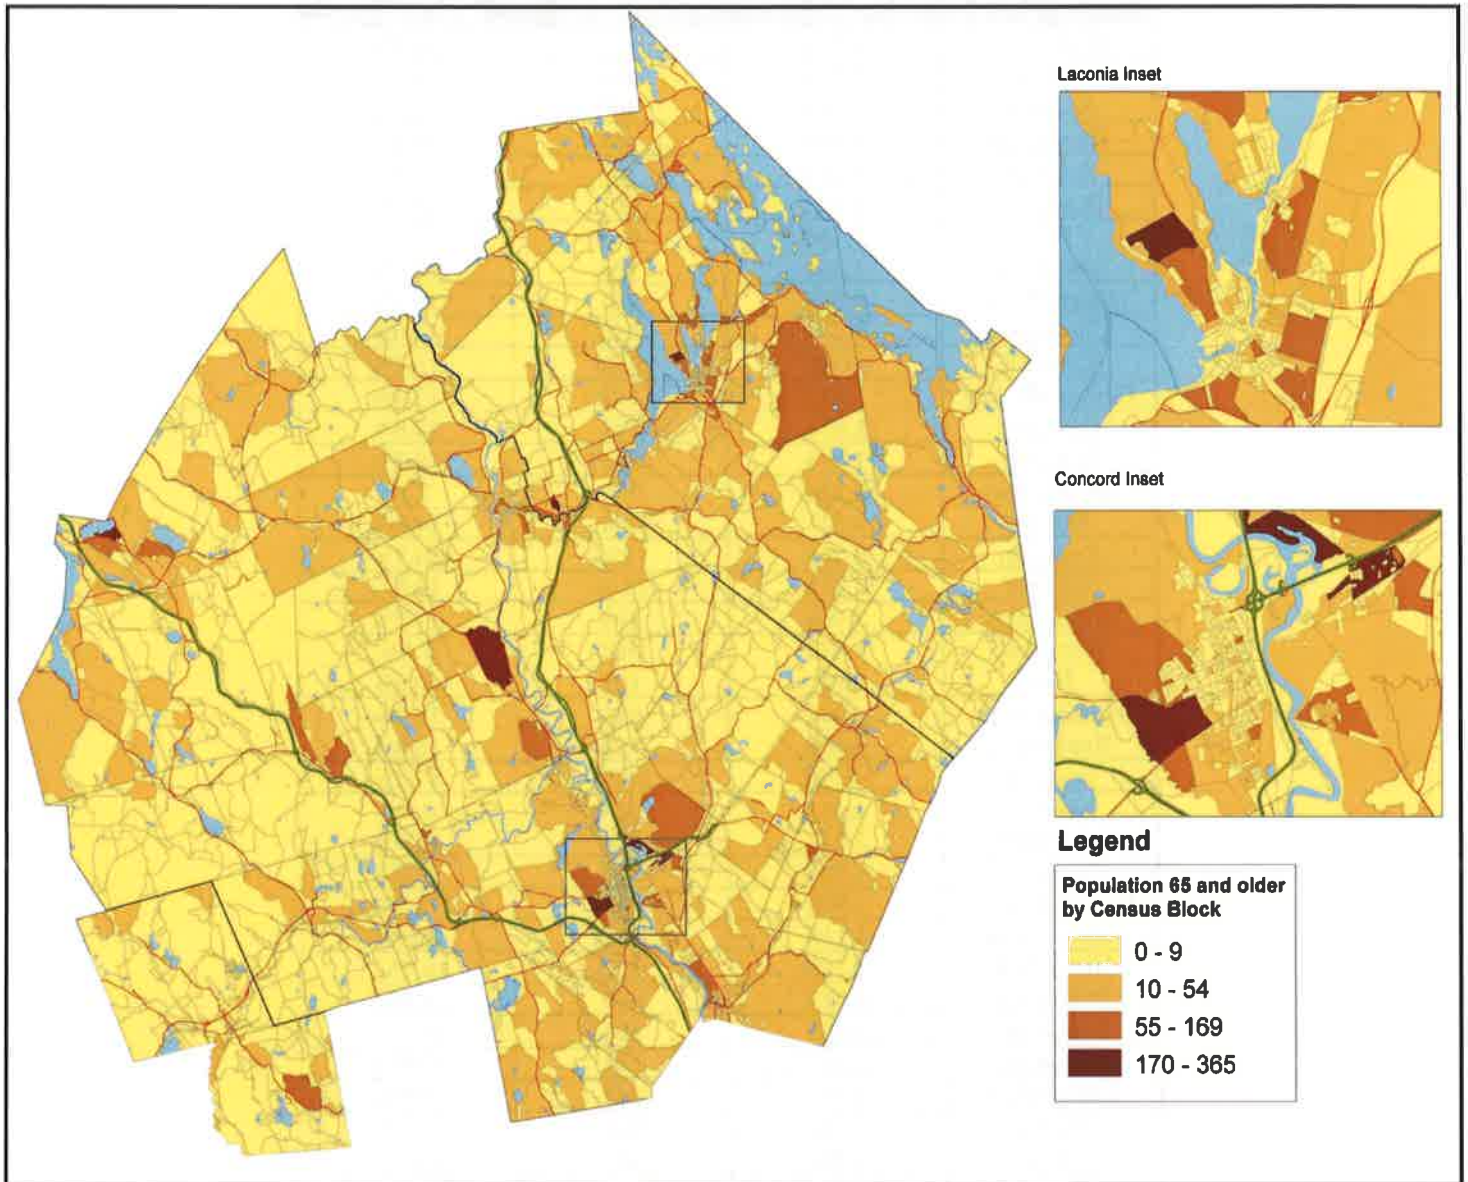 Laconia Inset
Concord Inset
Legend
Population 65 and older
by Census Block
0 - 9
10 - 54
55 - 169
170 - 365